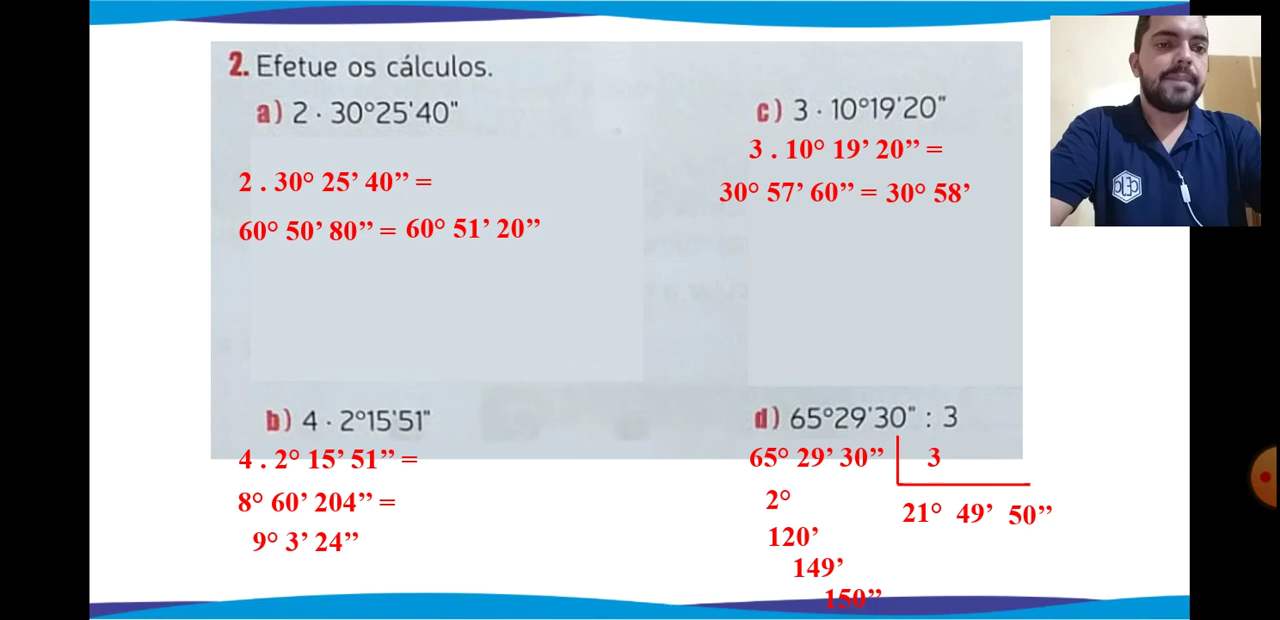 2. Efetue os cálculos.
a) 2 · 30°25'40"
2 . 30° 25’ 40” =
60° 50’ 80” = 60° 51’ 20”
b) 4 · 2°15'51"
4 . 2° 15’ 51” =
8° 60’ 204” =
9° 3’ 24”
c) 3 · 10°19'20"
3 . 10° 19’ 20” =
30° 57’ 60” = 30° 58’
d) 65°29'30" : 3
65° 29’ 30” 3
2°
21° 49’ 50”
120’
149’
150”